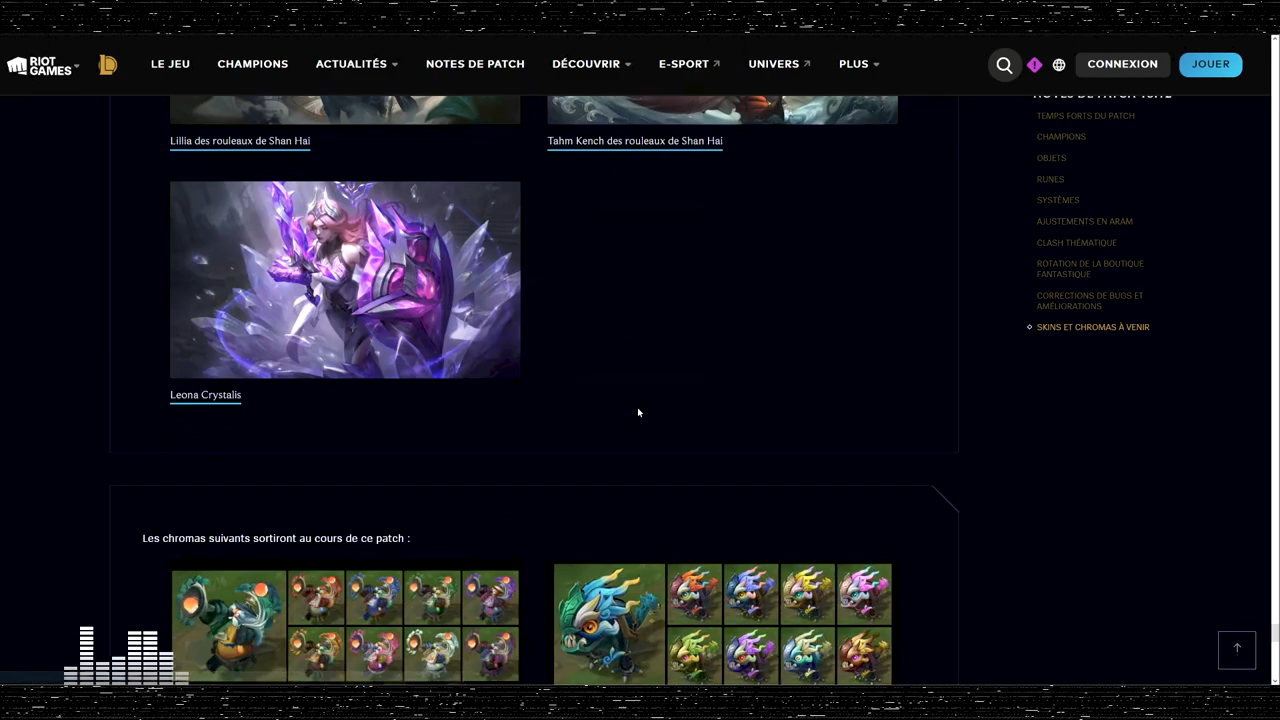 RIOT GAMES
LE JEU
CHAMPIONS
ACTUALITÉS
NOTES DE PATCH
DÉCOUVRIR
E-SPORT
UNIVERS
PLUS
CONNEXION
JOUER
Lillia des rouleaux de Shan Hai
Tahm Kench des rouleaux de Shan Hai
Leona Crystalis
Les chromas suivants sortiront au cours de ce patch :
TEMPS FORTS DU PATCH
CHAMPIONS
OBJETS
RUNES
SYSTÈMES
AJUSTEMENTS EN ARAM
CLASH THÉMATIQUE
ROTATION DE LA BOUTIQUE
FANTASTIQUE
CORRECTIONS DE BUGS ET
AMÉLIORATIONS
SKINS ET CHROMAS À VENIR